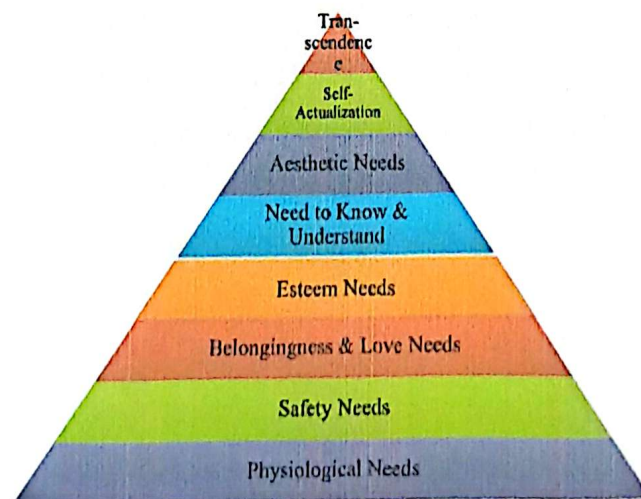 Tran-
scendenc
e
Self-
Actualization
Aesthetic Needs
Need to Know &
Understand
Esteem Needs
Belongingness & Love Needs
Safety Needs
Physiological Needs